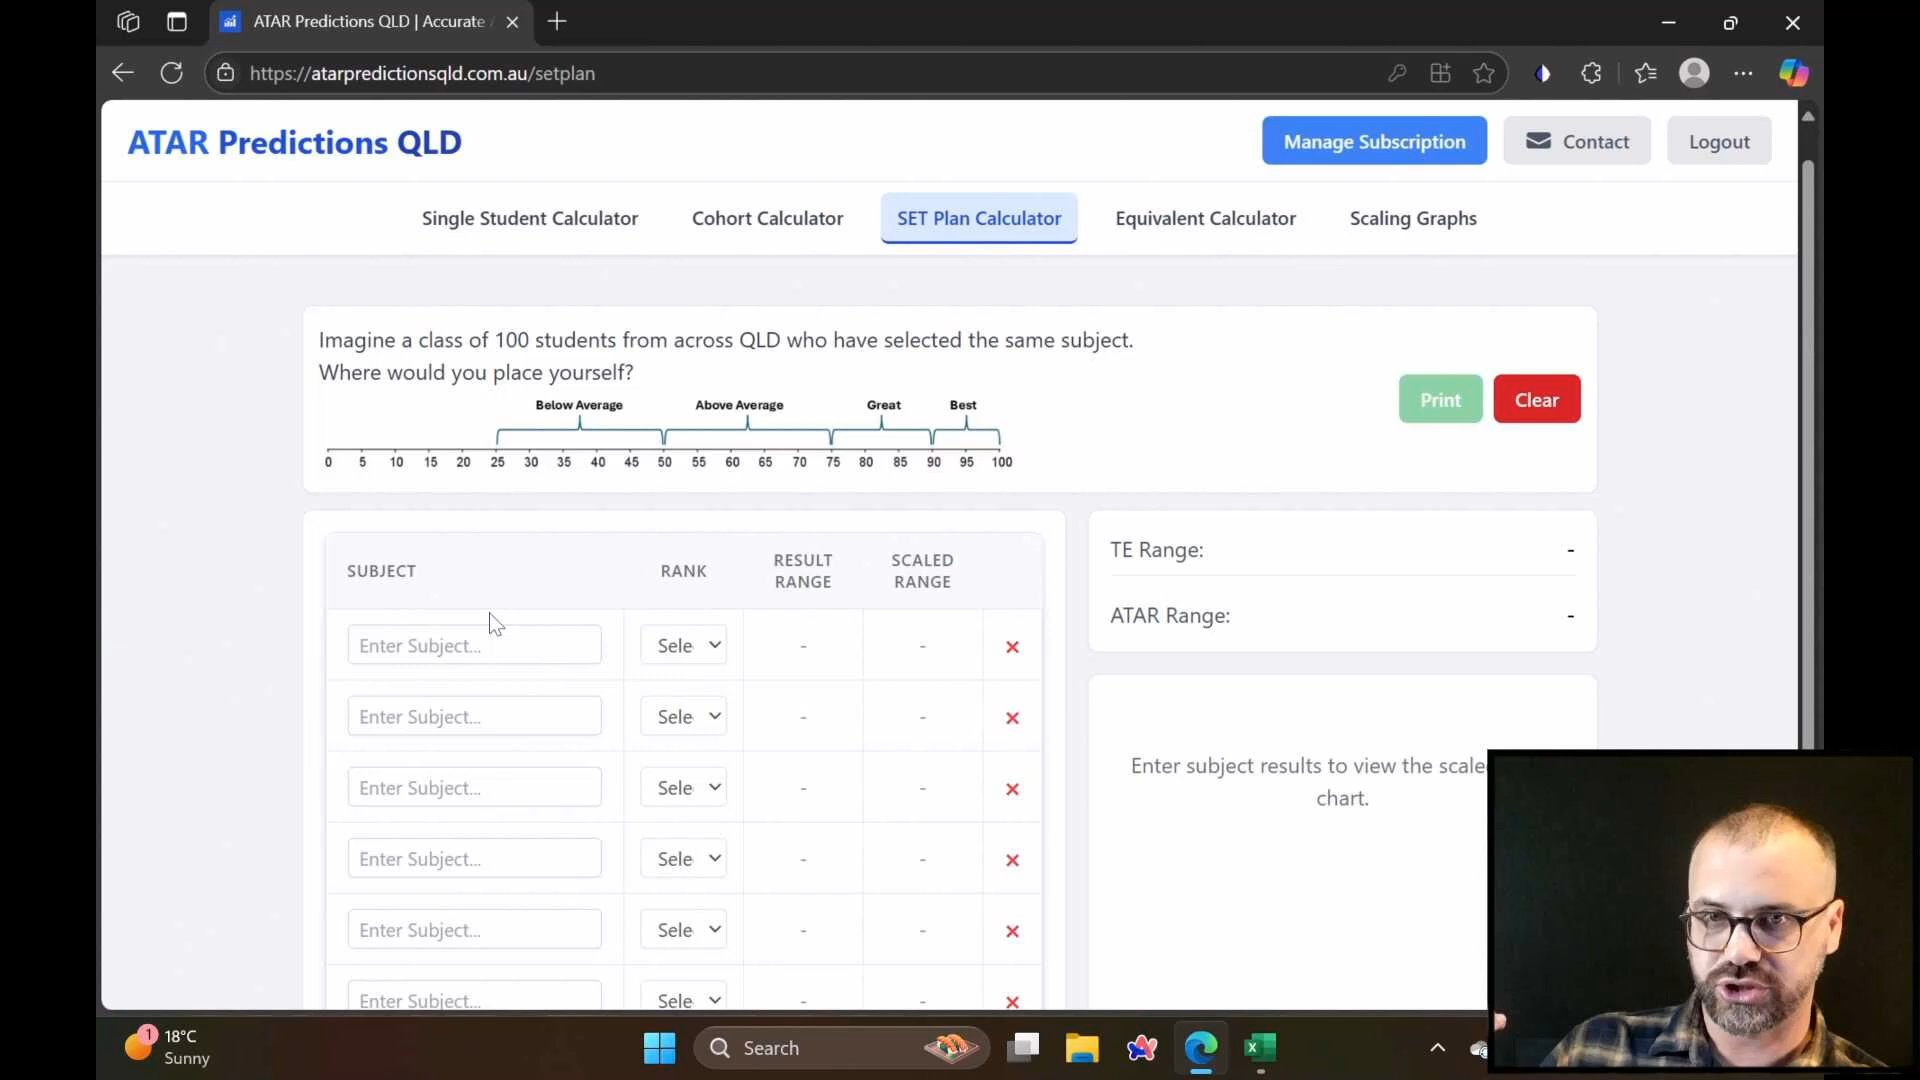 ATAR Predictions QLD | Accurate
https://atarpredictionsqld.com.au/setplan
ATAR Predictions QLD
Manage Subscription
Contact
Logout
Single Student Calculator
Cohort Calculator
SET Plan Calculator
Equivalent Calculator
Scaling Graphs
Imagine a class of 100 students from across QLD who have selected the same subject.
Where would you place yourself?
Below Average Above Average Great Best
0 5 10 15 20 25 30 35 40 45 50 55 60 65 70 75 80 85 90 95 100
Print
Clear
SUBJECT RANK RESULT RANGE SCALED RANGE
Enter Subject... Sele - -
Enter Subject... Sele - -
Enter Subject... Sele - -
Enter Subject... Sele - -
Enter Subject... Sele - -
Enter Subject... Sele - -
TE Range: -
ATAR Range: -
Enter subject results to view the scale
chart.
1
18°C
Sunny
Search